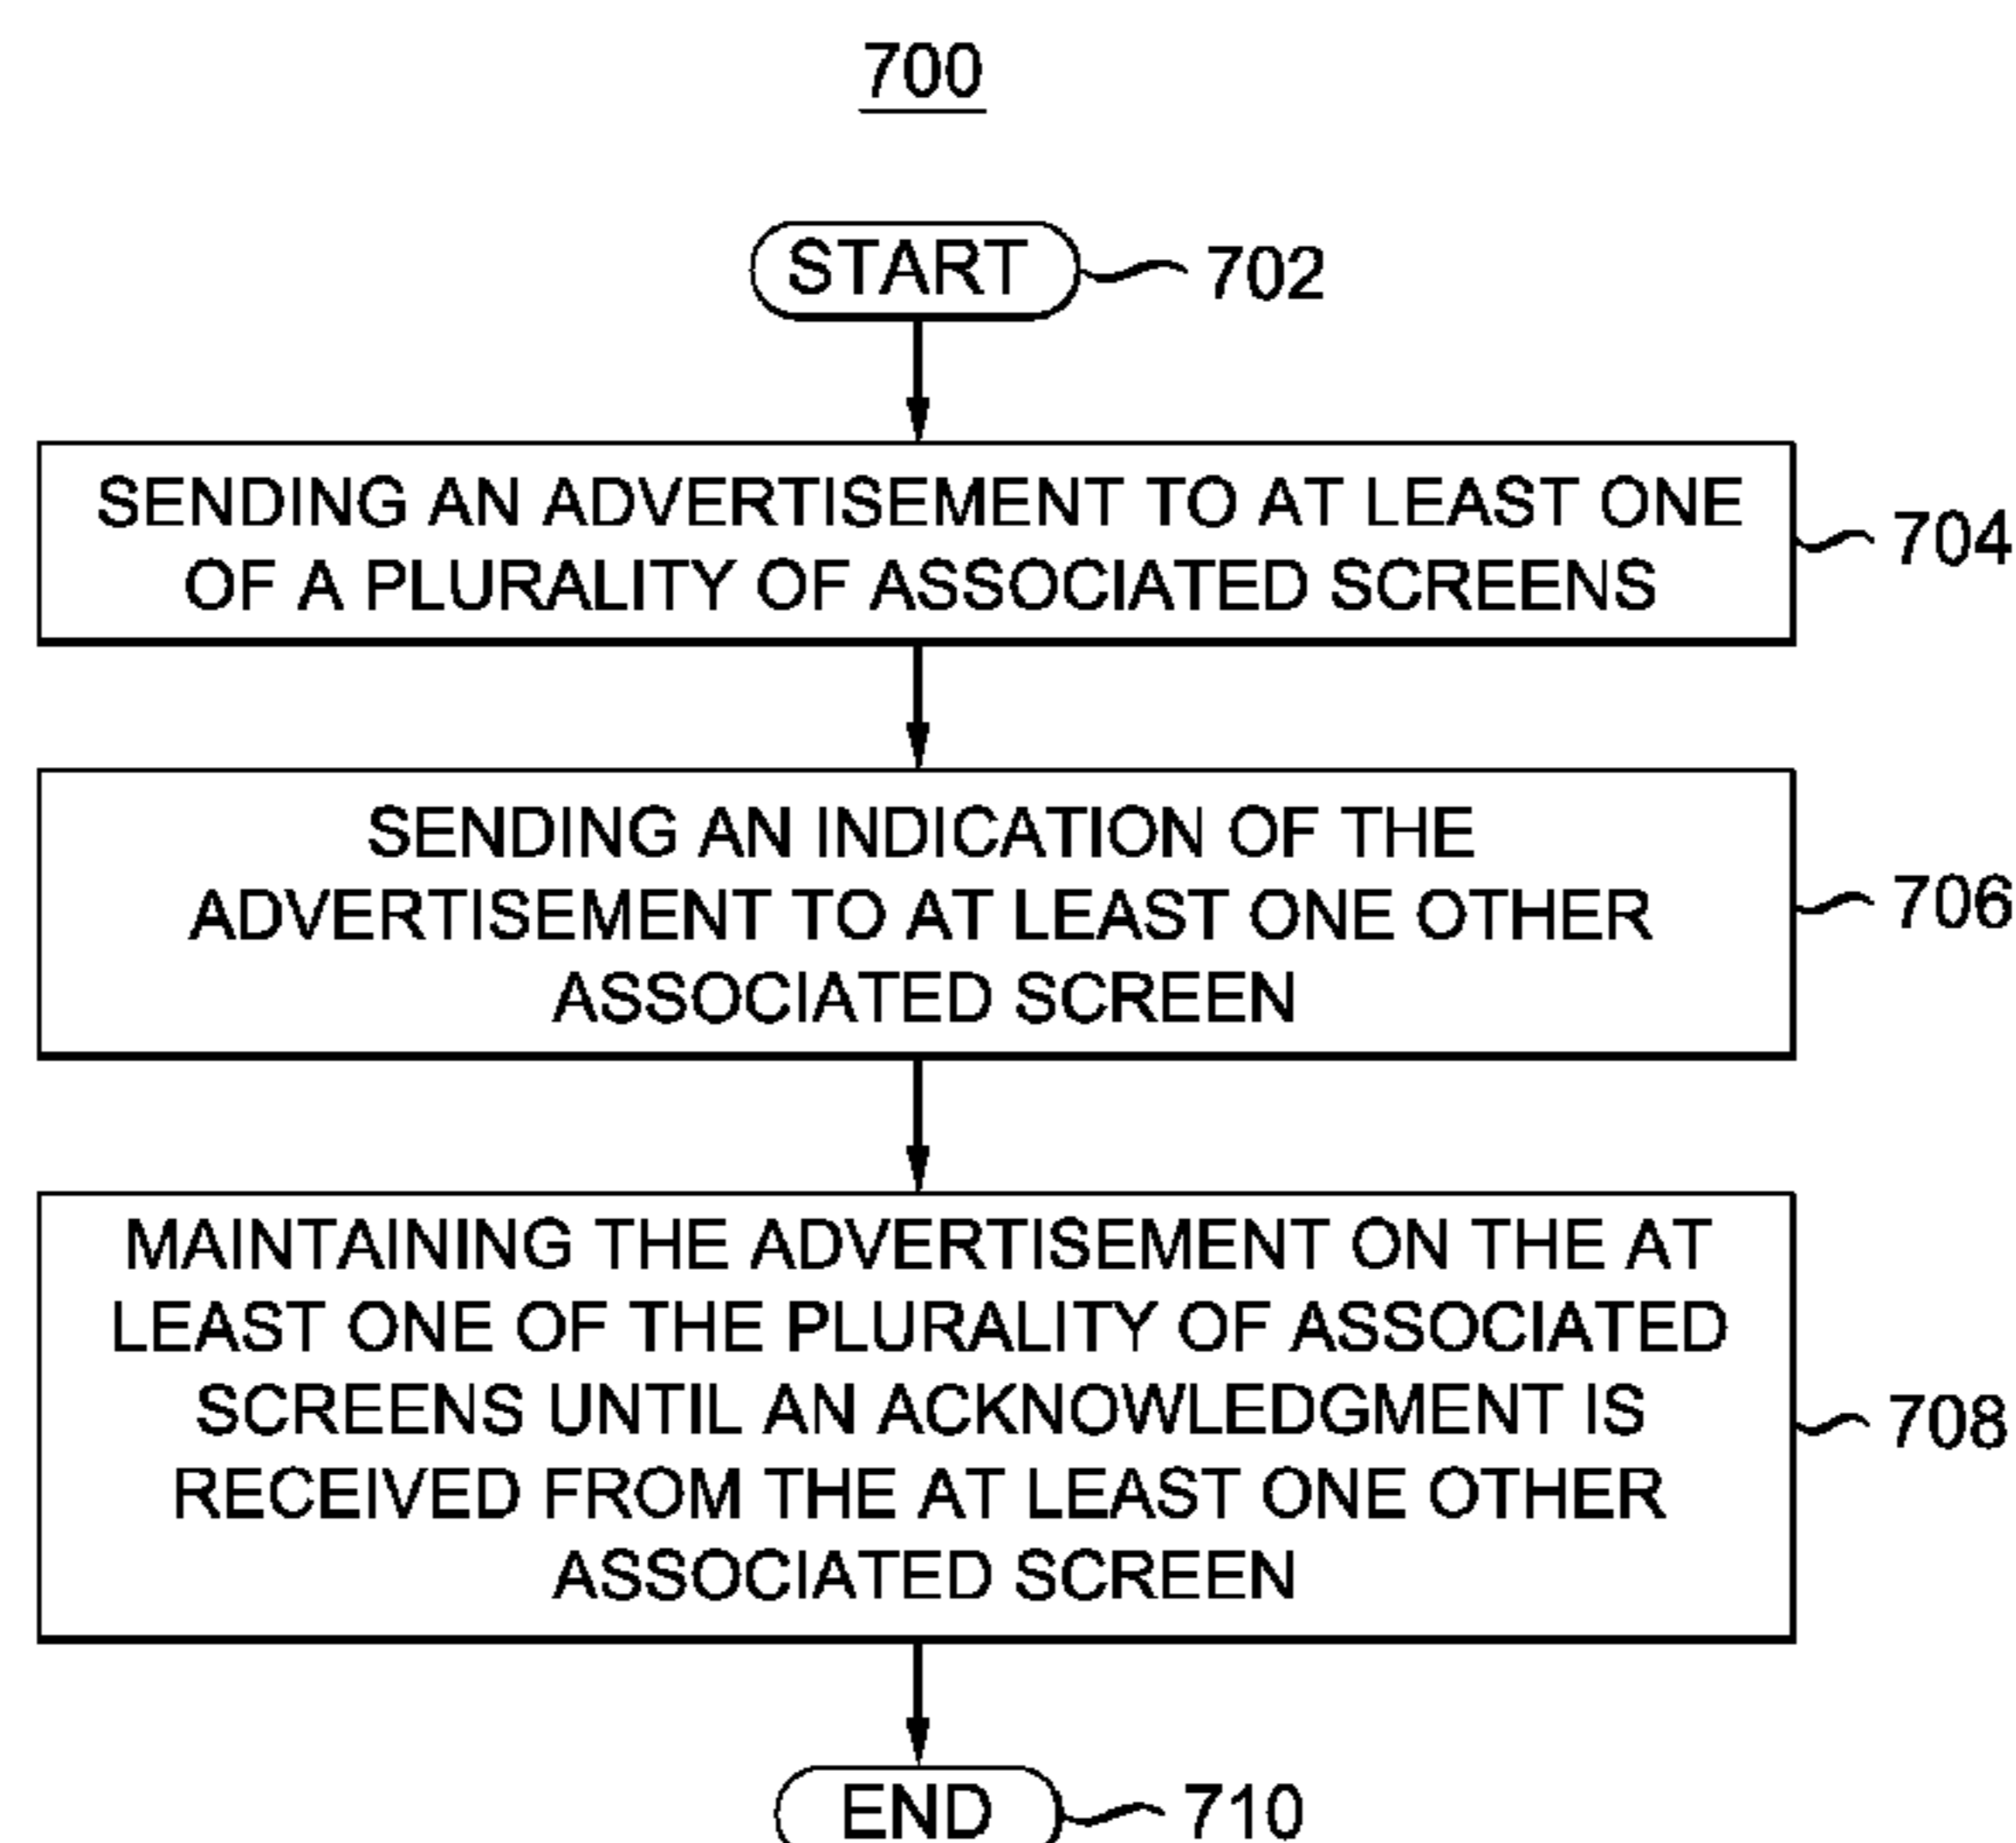 700
START
702
SENDING AN ADVERTISEMENT TO AT LEAST ONE
OF A PLURALITY OF ASSOCIATED SCREENS
704
SENDING AN INDICATION OF THE
ADVERTISEMENT TO AT LEAST ONE OTHER
ASSOCIATED SCREEN
706
MAINTAINING THE ADVERTISEMENT ON THE AT
LEAST ONE OF THE PLURALITY OF ASSOCIATED
SCREENS UNTIL AN ACKNOWLEDGMENT IS
RECEIVED FROM THE AT LEAST ONE OTHER
ASSOCIATED SCREEN
708
END
710